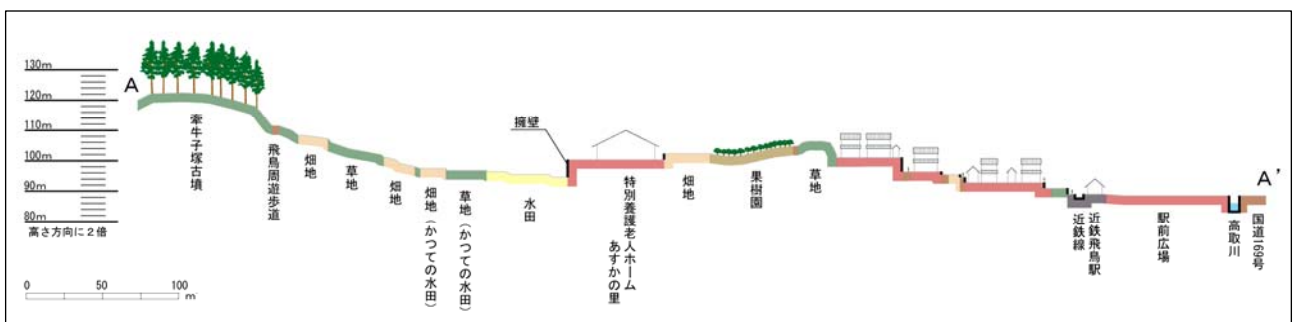 130m
A
120m
110m
100m
90m
80m
高さ方向に2倍
0 50 100
m
牽牛子塚古墳
飛鳥周遊歩道
畑地
草地
畑地
畑地（かつての水田）
草地（かつての水田）
水田
擁壁
特別養護老人ホーム
あすかの里
畑地
果樹園
草地
近鉄線
近鉄飛鳥駅
駅前広場
高取川
国道169号
A'